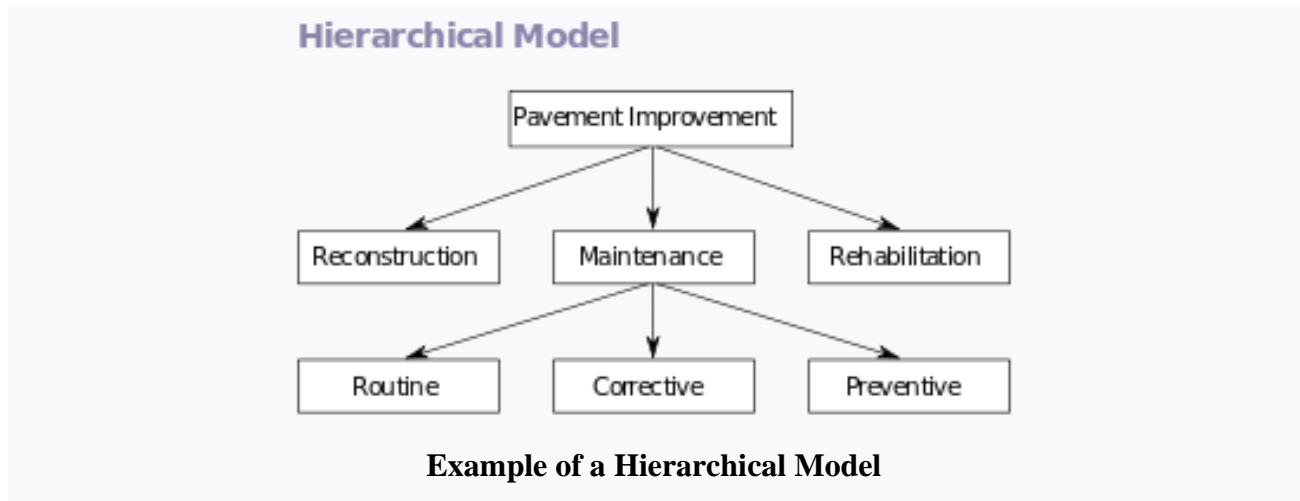 Hierarchical Model
Pavement Improvement
Reconstruction
Maintenance
Rehabilitation
Routine
Corrective
Preventive
Example of a Hierarchical Model